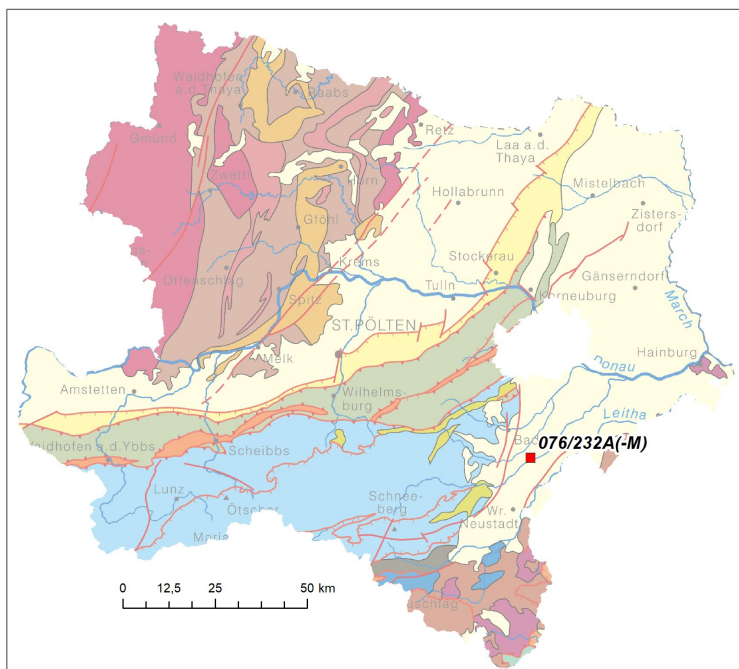 Waidhofen
a.d. Thaya
Raabs
Gmünd
Retz
Laa a.d.
Thaya
Zwettl
Horn
Hollabrunn
Mistelbach
Zisters-
dorf
Gföhl
Ottenschlag
Krems
Stockerau
Gänserndorf
Spitz
Tulln
Korneuburg
March
ST.PÖLTEN
Melk
Hainburg
Donau
Amstetten
Wilhelms-
burg
Leitha
Waidhofen a.d.Ybbs
Scheibbs
076/232A(-M)
Lunz
Ötscher
Schnee-
berg
Wr.
Neustadt
0 12,5 25 50 km